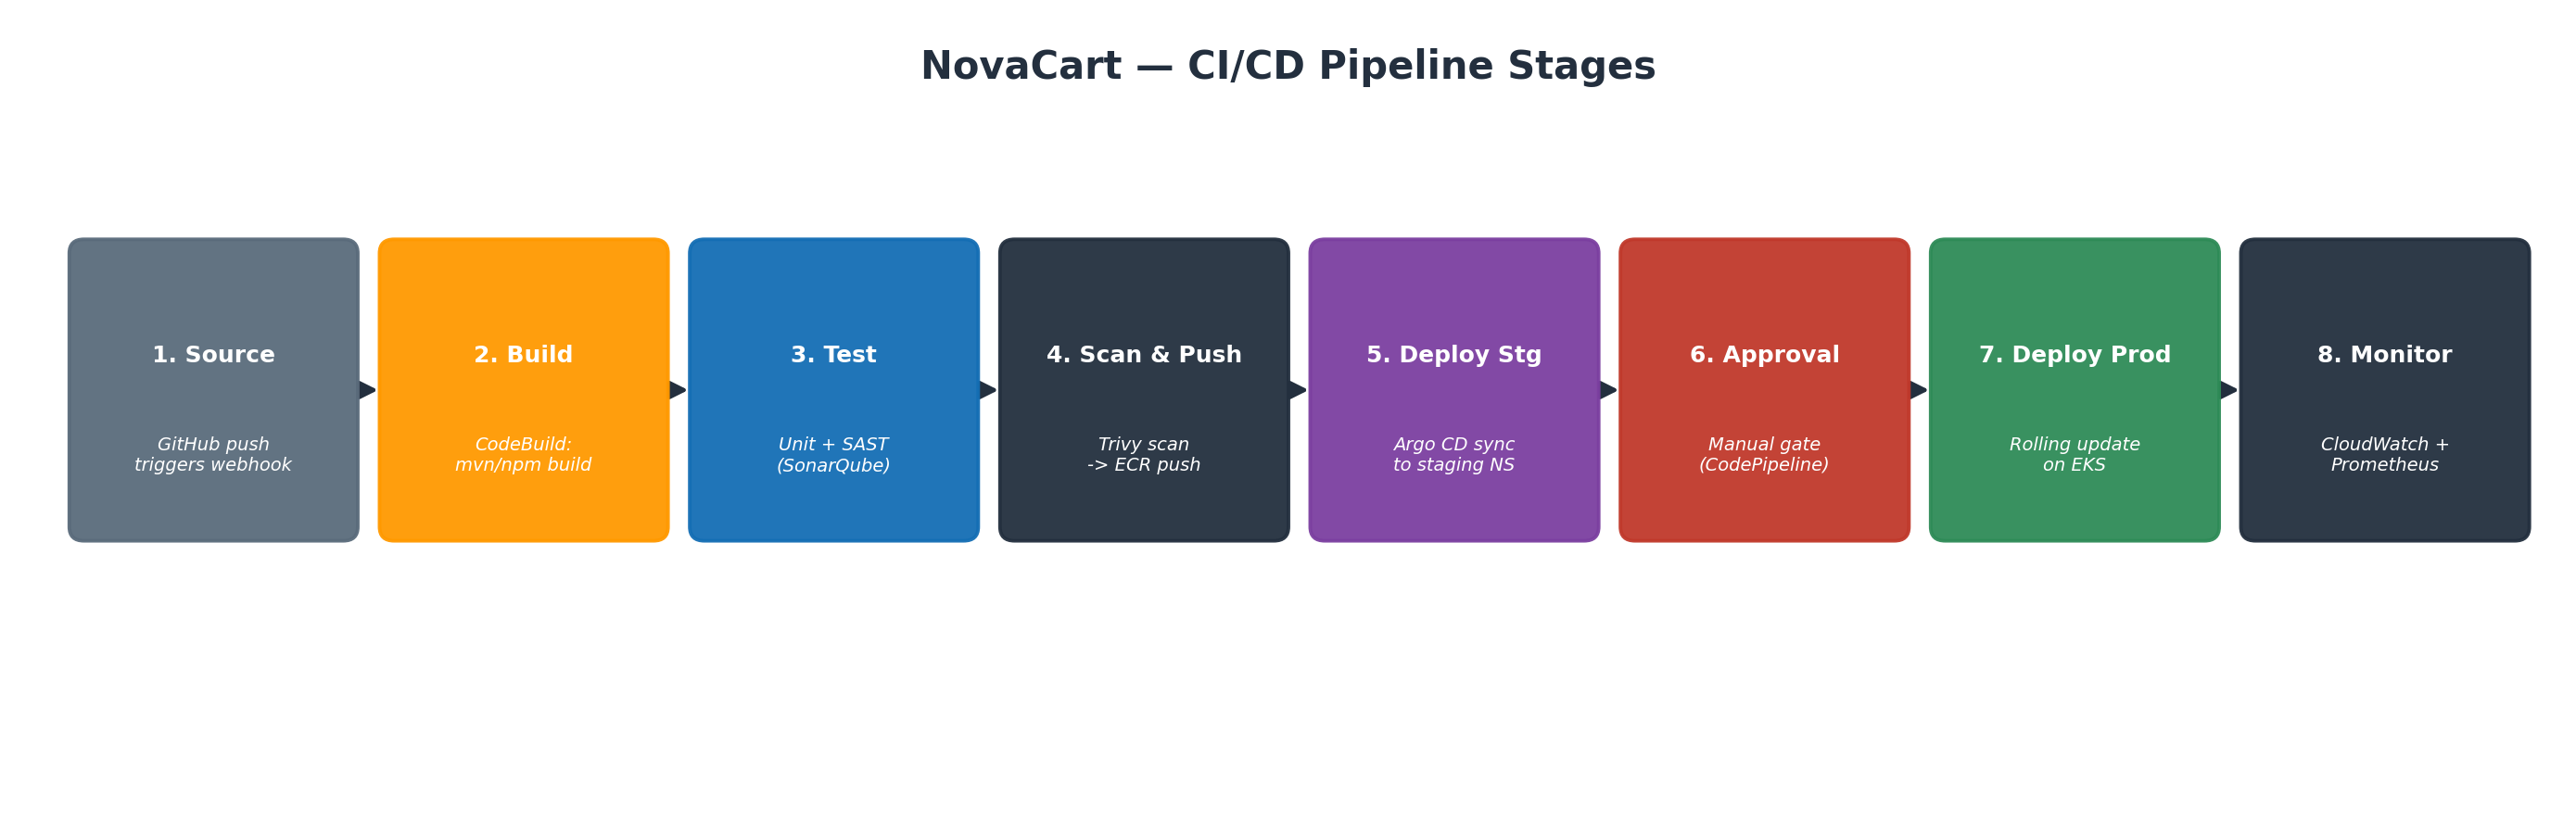 NovaCart — CI/CD Pipeline Stages
1. Source
GitHub push
triggers webhook
2. Build
CodeBuild:
mvn/npm build
3. Test
Unit + SAST
(SonarQube)
4. Scan & Push
Trivy scan
-> ECR push
5. Deploy Stg
Argo CD sync
to staging NS
6. Approval
Manual gate
(CodePipeline)
7. Deploy Prod
Rolling update
on EKS
8. Monitor
CloudWatch +
Prometheus